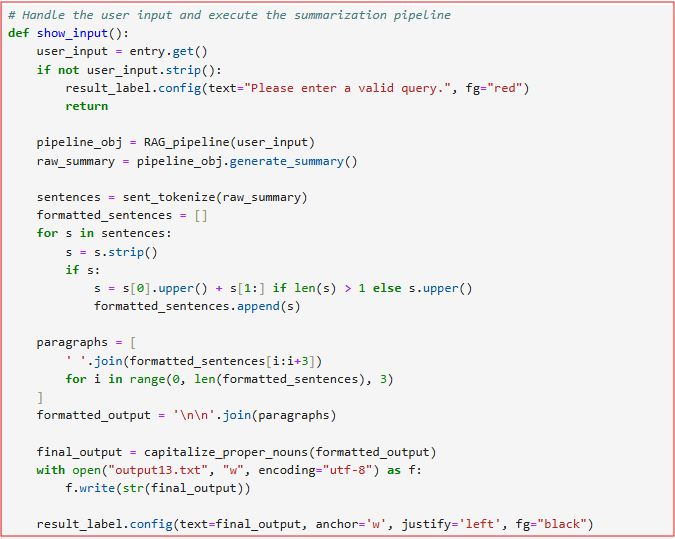 # Handle the user input and execute the summarization pipeline
def show_input():
    user_input = entry.get()
    if not user_input.strip():
        result_label.config(text="Please enter a valid query.", fg="red")
        return

    pipeline_obj = RAG_pipeline(user_input)
    raw_summary = pipeline_obj.generate_summary()

    sentences = sent_tokenize(raw_summary)
    formatted_sentences = []
    for s in sentences:
        s = s.strip()
        if s:
            s = s[0].upper() + s[1:] if len(s) > 1 else s.upper()
            formatted_sentences.append(s)

    paragraphs = [
        ' '.join(formatted_sentences[i:i+3])
        for i in range(0, len(formatted_sentences), 3)
    ]
    formatted_output = '\n\n'.join(paragraphs)

    final_output = capitalize_proper_nouns(formatted_output)
    with open("output13.txt", "w", encoding="utf-8") as f:
        f.write(str(final_output))

    result_label.config(text=final_output, anchor='w', justify='left', fg="black")